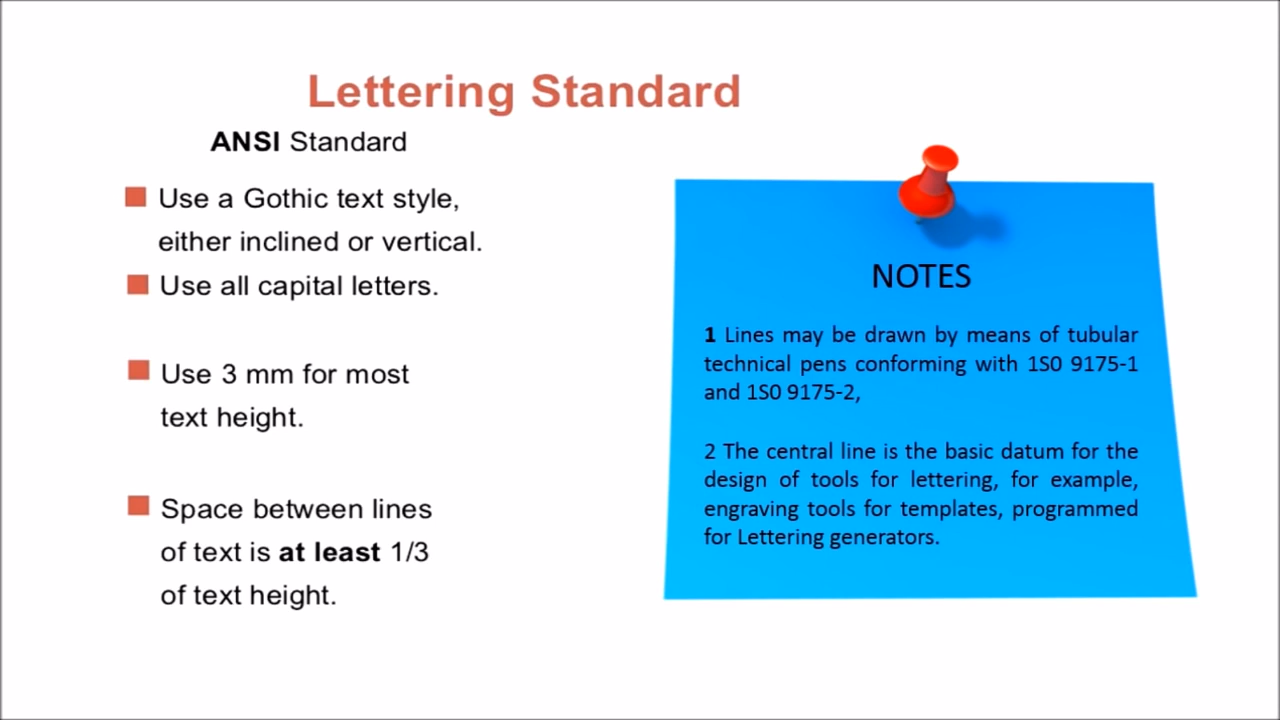 Lettering Standard
ANSI Standard
Use a Gothic text style,
either inclined or vertical.
Use all capital letters.
Use 3 mm for most
text height.
Space between lines
of text is at least 1/3
of text height.
NOTES
1 Lines may be drawn by means of tubular
technical pens conforming with 1S0 9175-1
and 1S0 9175-2,
2 The central line is the basic datum for the
design of tools for lettering, for example,
engraving tools for templates, programmed
for Lettering generators.